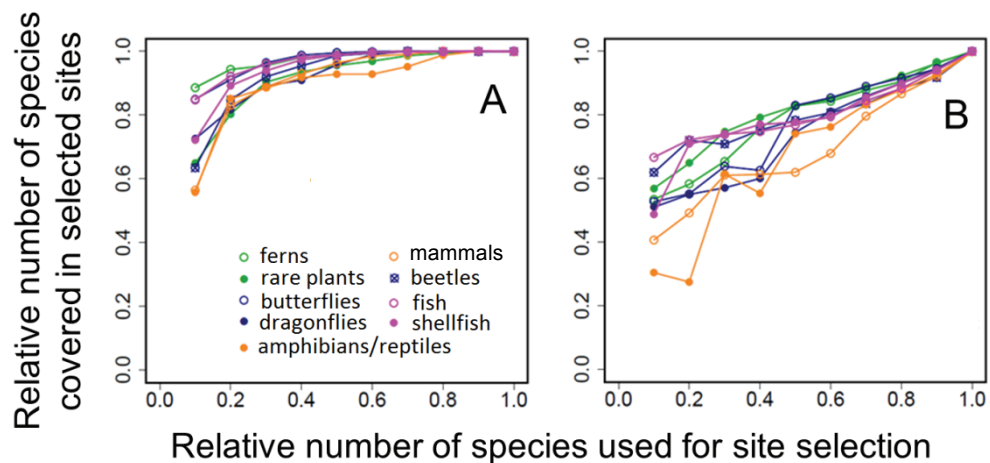 Relative number of species
covered in selected sites
1.0
0.8
0.6
0.4
0.2
0.0
A
ferns
rare plants
butterflies
dragonflies
amphibians/reptiles
mammals
beetles
fish
shellfish
0.0 0.2 0.4 0.6 0.8 1.0
1.0
0.8
0.6
0.4
0.2
0.0
B
0.0 0.2 0.4 0.6 0.8 1.0
Relative number of species used for site selection